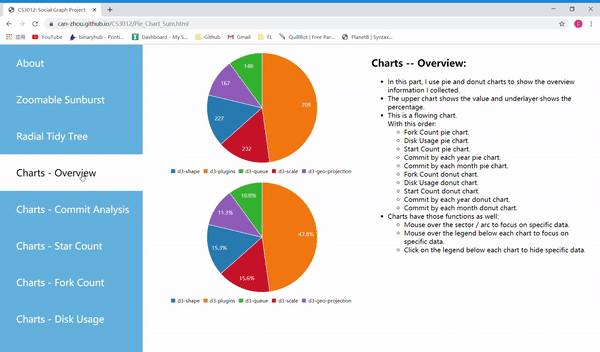 CS3012: Social Graph Project
can-zhou.github.io/CS3012/Pie_Chart_Sum.html
应用 YouTube binaryhub - Printi... Dashboard - My St... Github Gmail FL QuillBot | Free Par... PlanetB | Syntax...
About
Zoomable Sunburst
Radial Tidy Tree
Charts - Overview
Charts - Commit Analysis
Charts - Star Count
Charts - Fork Count
Charts - Disk Usage
148
167
709
227
232
d3-shape d3-plugins d3-queue d3-scale d3-geo-projection
10.0%
11.3%
47.8%
15.3%
15.6%
d3-shape d3-plugins d3-queue d3-scale d3-geo-projection
Charts -- Overview:
In this part, I use pie and donut charts to show the overview
information I collected.
The upper chart shows the value and underlayer shows the
percentage.
This is a flowing chart.
With this order:
Fork Count pie chart.
Disk Usage pie chart.
Start Count pie chart.
Commit by each year pie chart.
Commit by each month pie chart.
Fork Count donut chart.
Disk Usage donut chart.
Start Count donut chart.
Commit by each year donut chart.
Commit by each month donut chart.
Charts have those functions as well:
Mouse over the sector / arc to focus on specific data.
Mouse over the legend below each chart to focus on
specific data.
Click on the legend below each chart to hide specific data.